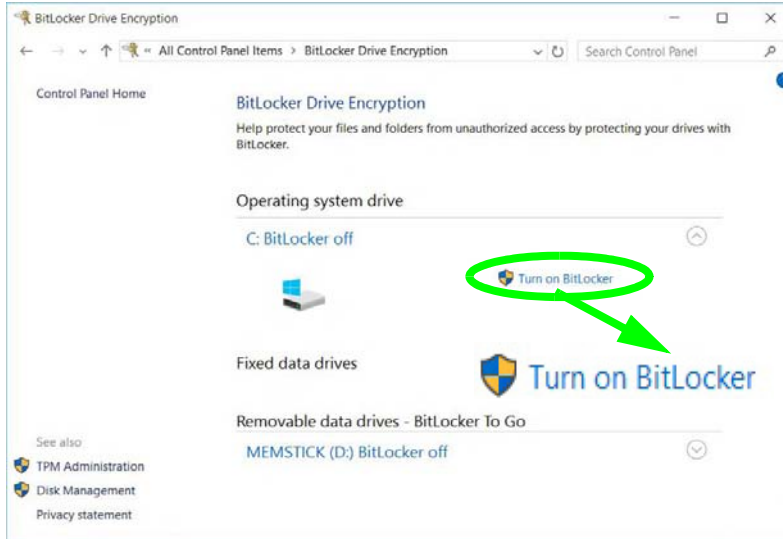 BitLocker Drive Encryption
« All Control Panel Items > BitLocker Drive Encryption
Search Control Panel
Control Panel Home
BitLocker Drive Encryption
Help protect your files and folders from unauthorized access by protecting your drives with
BitLocker.
Operating system drive
C: BitLocker off
Turn on BitLocker
Fixed data drives
Turn on BitLocker
Removable data drives - BitLocker To Go
MEMSTICK (D:) BitLocker off
See also
TPM Administration
Disk Management
Privacy statement